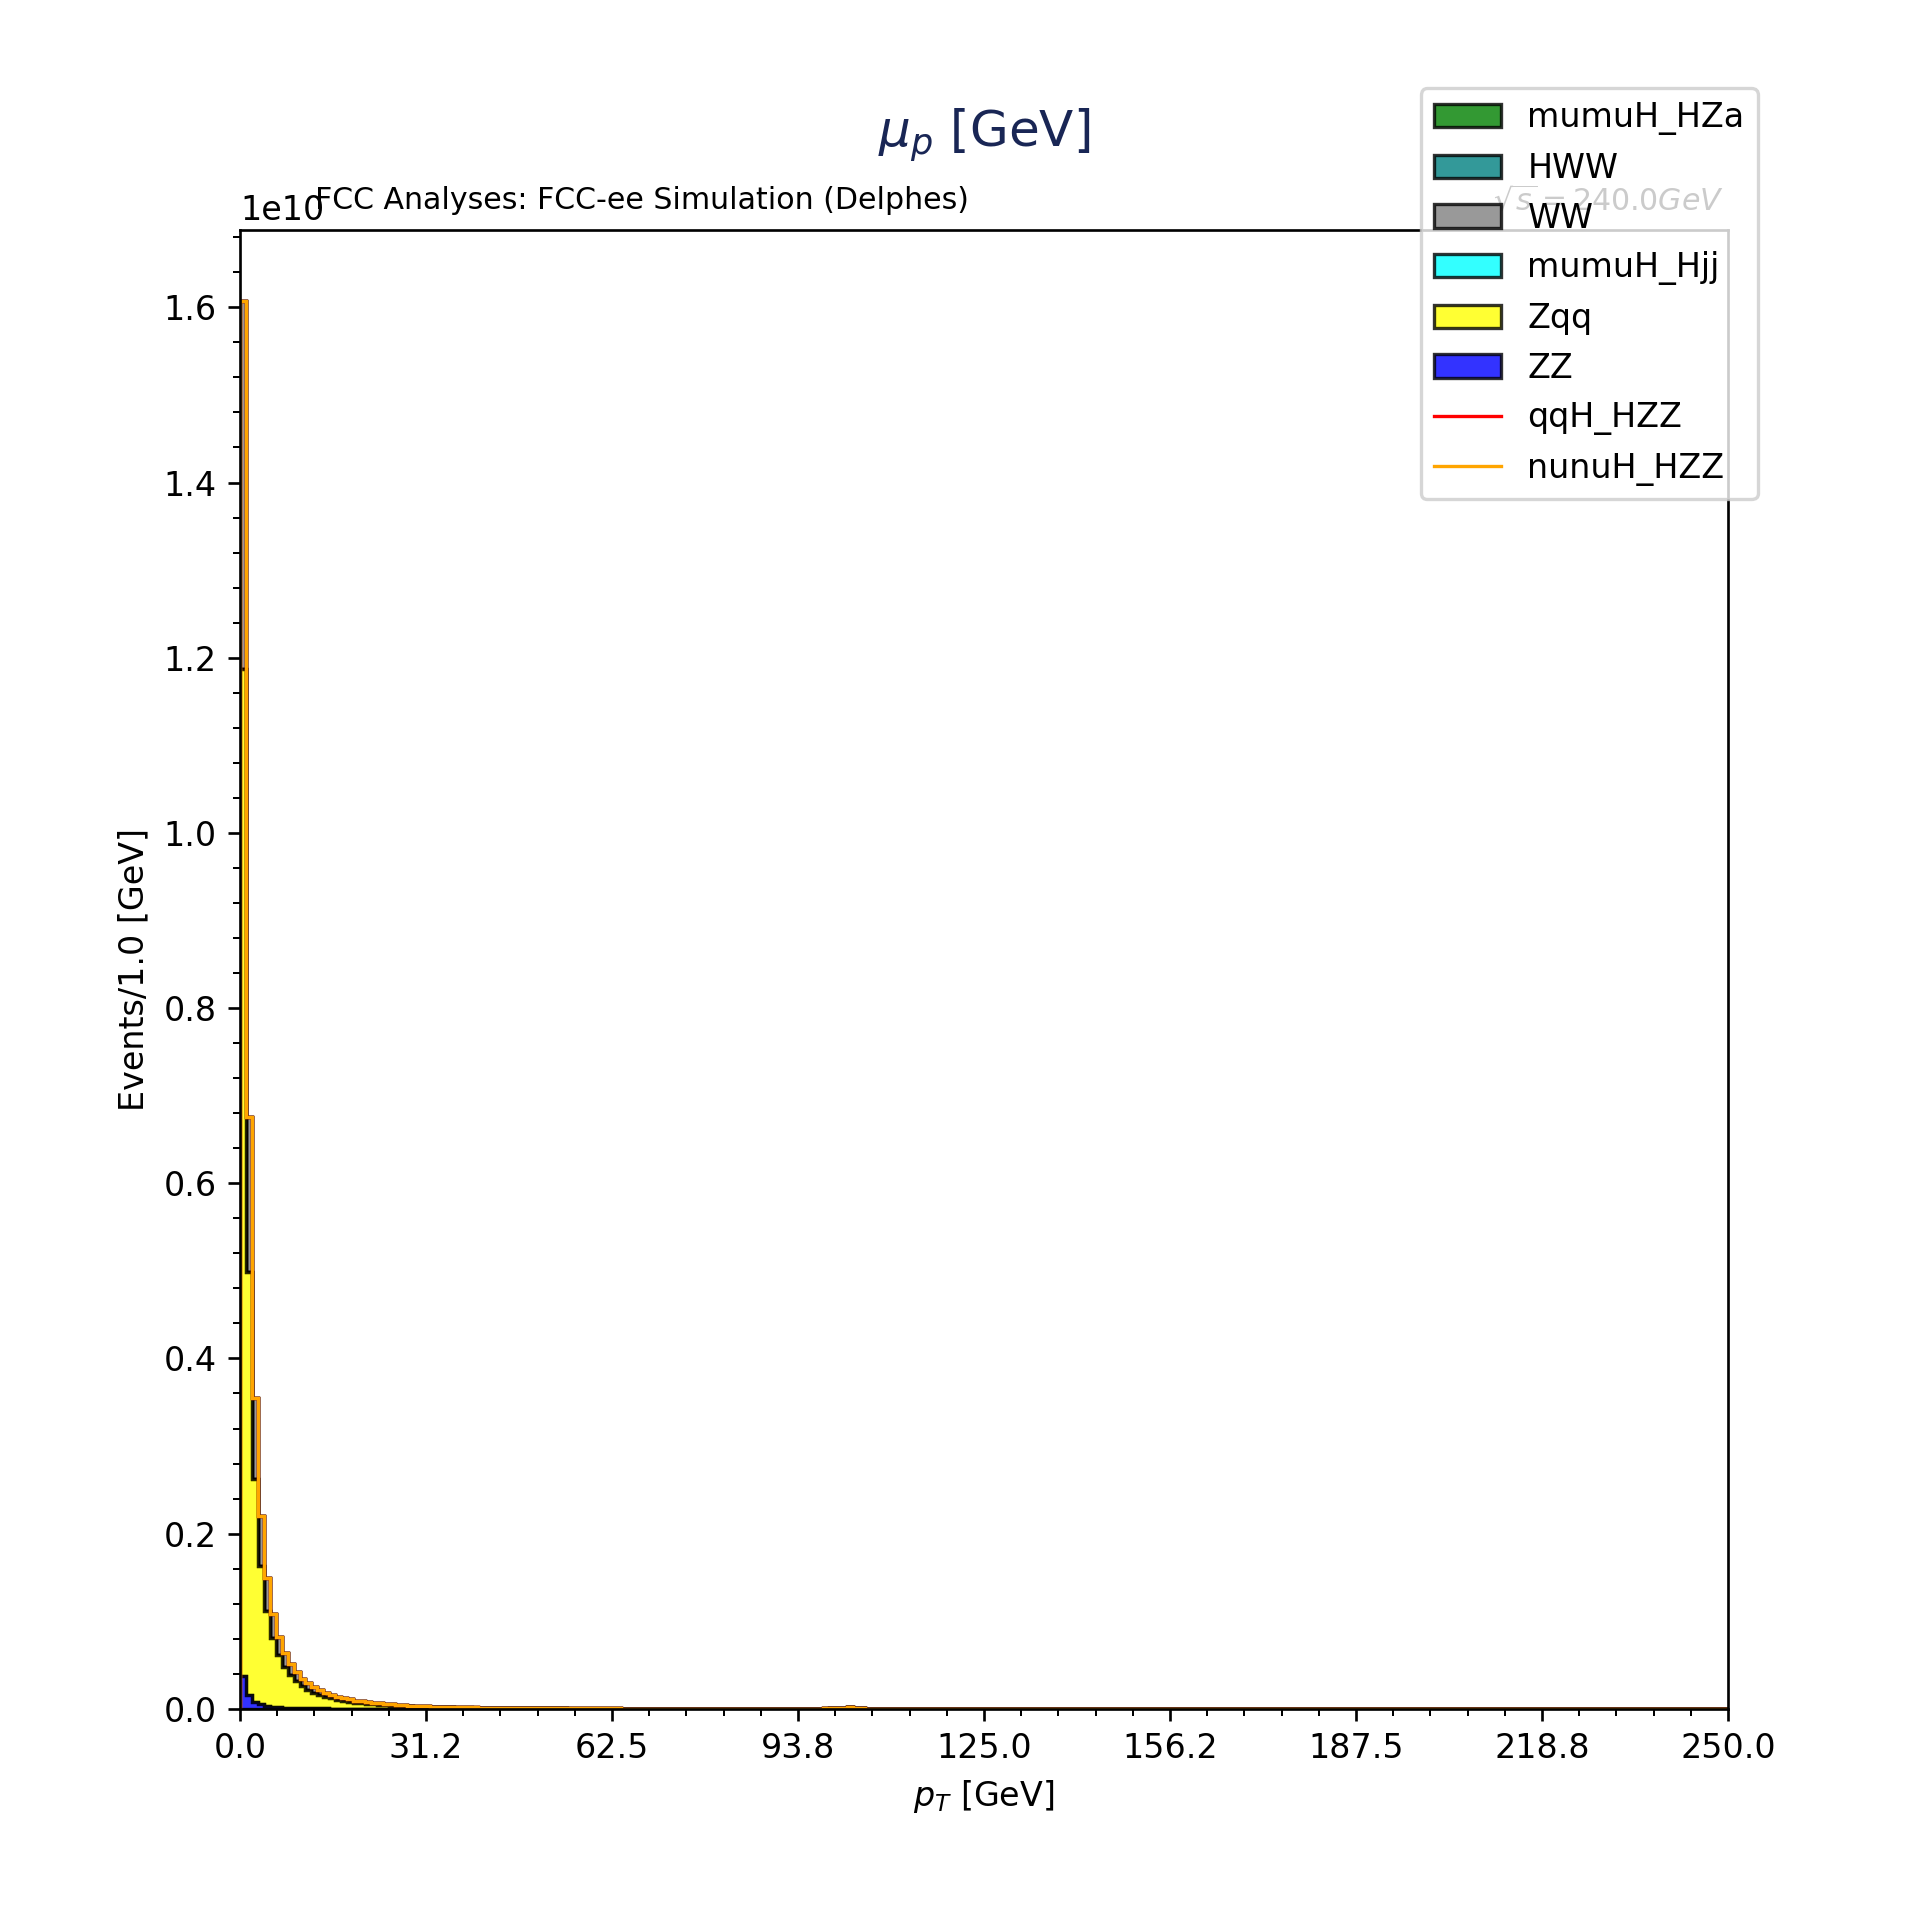 μp [GeV]
1e10
FCC Analyses: FCC-ee Simulation (Delphes)
√s = 240.0GeV
mumuH_HZa
HWW
WW
mumuH_Hjj
Zqq
ZZ
qqH_HZZ
nunuH_HZZ
1.6
1.4
1.2
1.0
0.8
0.6
0.4
0.2
0.0
Events/1.0 [GeV]
0.0 31.2 62.5 93.8 125.0 156.2 187.5 218.8 250.0
pT [GeV]